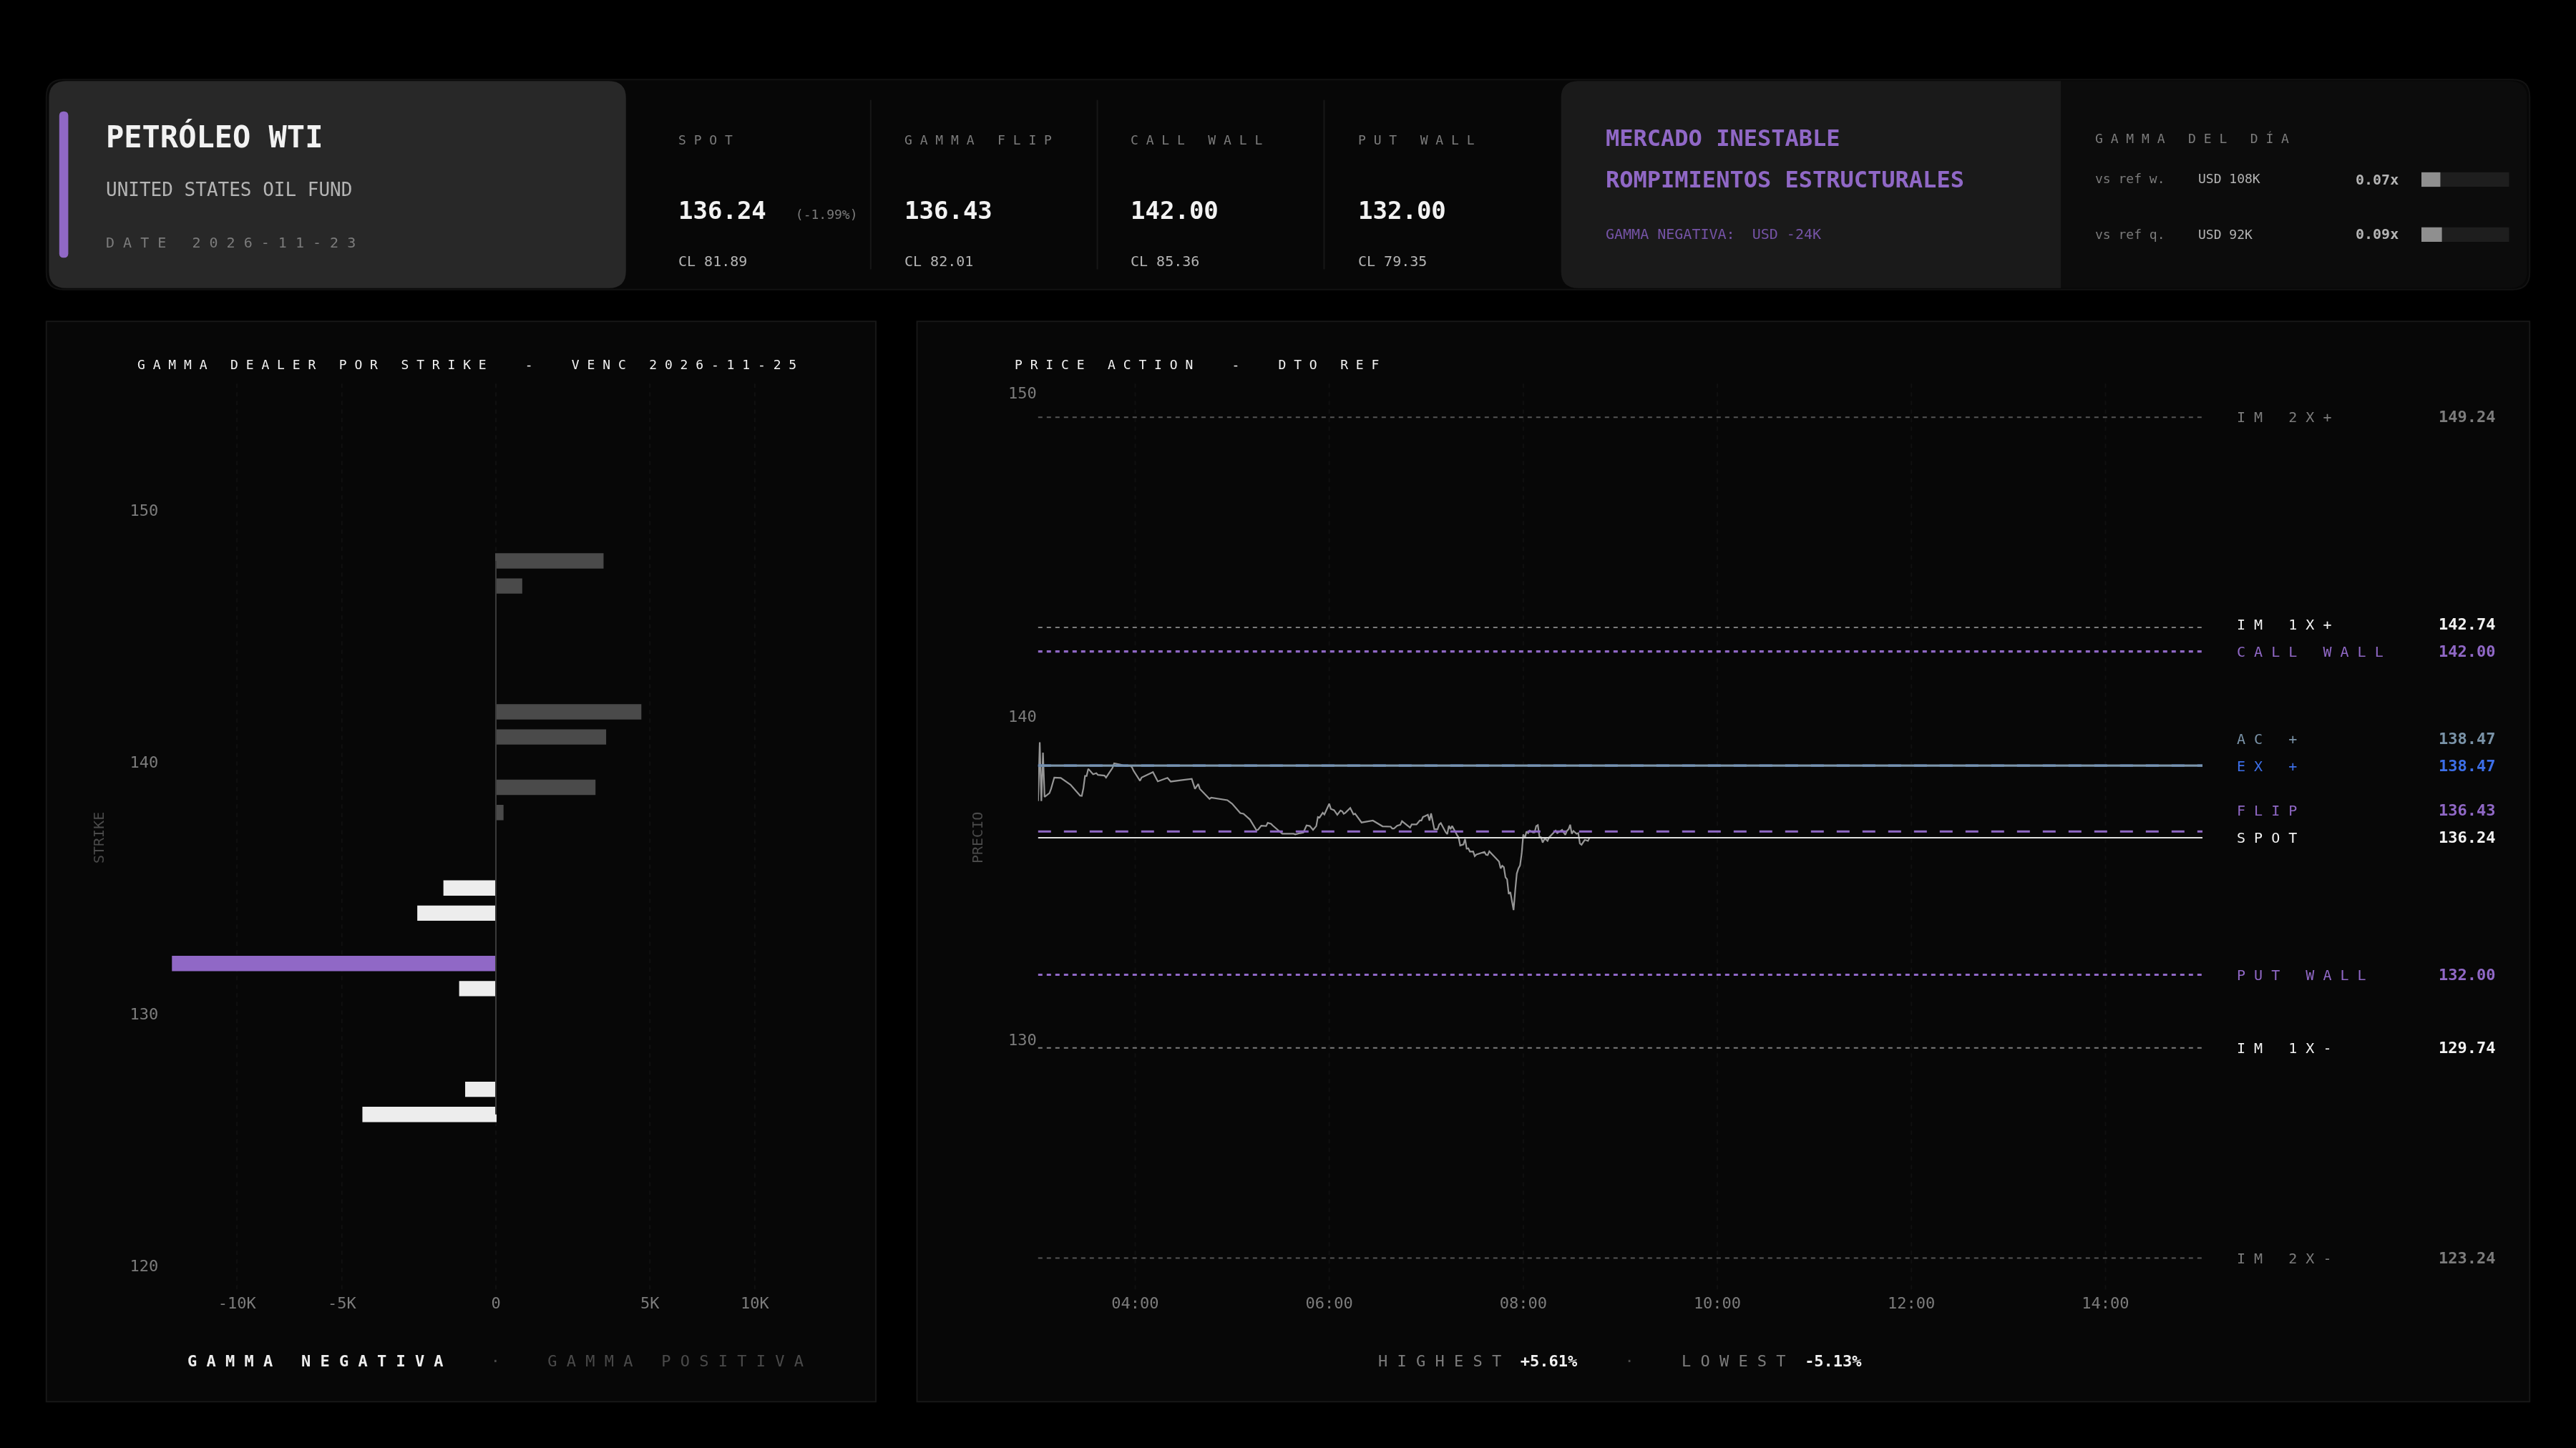 PETRÓLEO WTI
UNITED STATES OIL FUND
DATE 2026-11-23
SPOT
136.24 (-1.99%)
CL 81.89
GAMMA FLIP
136.43
CL 82.01
CALL WALL
142.00
CL 85.36
PUT WALL
132.00
CL 79.35
MERCADO INESTABLE
ROMPIMIENTOS ESTRUCTURALES
GAMMA NEGATIVA: USD -24K
GAMMA DEL DÍA
vs ref w. USD 108K 0.07x
vs ref q. USD 92K 0.09x
GAMMA DEALER POR STRIKE - VENC 2026-11-25
150
140
130
120
STRIKE
-10K -5K 0 5K 10K
GAMMA NEGATIVA · GAMMA POSITIVA
PRICE ACTION - DTO REF
150
140
130
PRECIO
IM 2X+ 149.24
IM 1X+ 142.74
CALL WALL 142.00
AC + 138.47
EX + 138.47
FLIP 136.43
SPOT 136.24
PUT WALL 132.00
IM 1X- 129.74
IM 2X- 123.24
04:00 06:00 08:00 10:00 12:00 14:00
HIGHEST +5.61% · LOWEST -5.13%